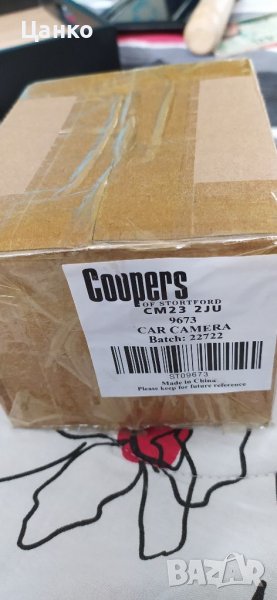 Цанко
Coopers
OF STORTFORD
CM23 2JU
9673
CAR CAMERA
Batch: 22722
ST09673
Made in China
Please keep for future reference
BAZAR